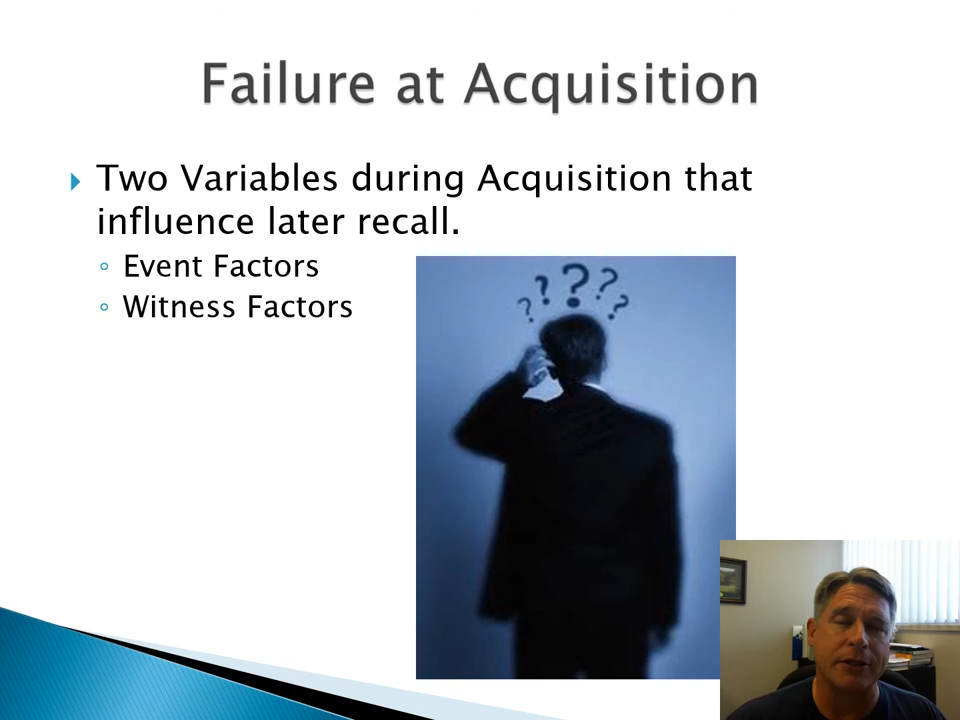 Failure at Acquisition
Two Variables during Acquisition that
influence later recall.
Event Factors
Witness Factors
? ? ? ? ?